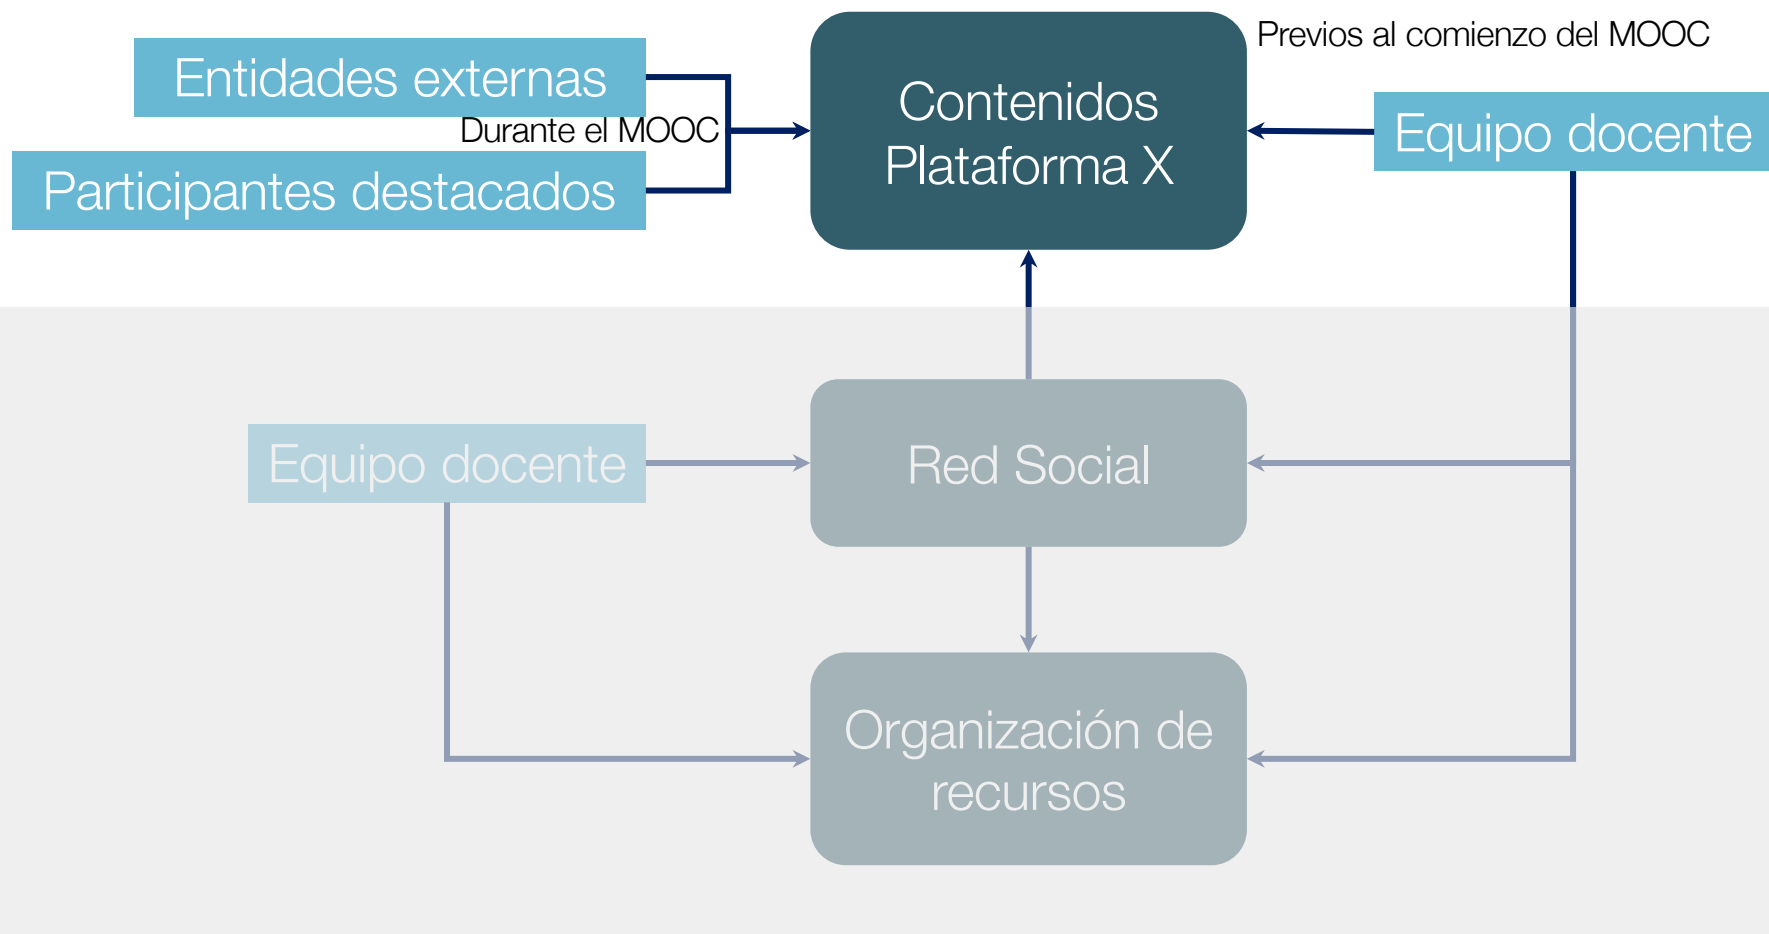 Previos al comienzo del MOOC
Entidades externas
Durante el MOOC
Participantes destacados
Contenidos
Plataforma X
Equipo docente
Equipo docente
Red Social
Organización de
recursos